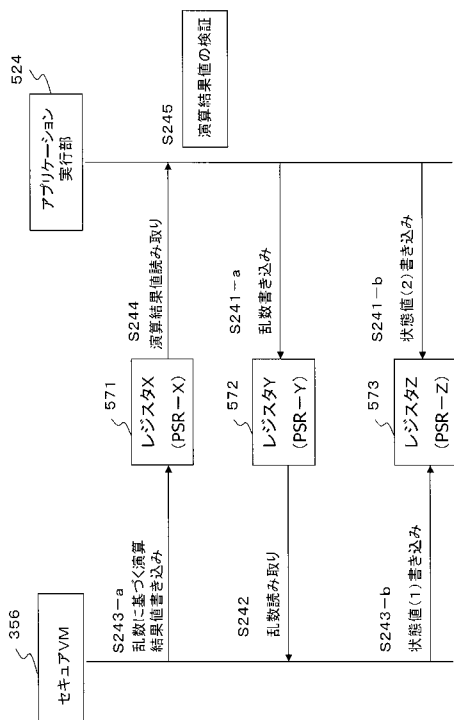 356
セキュアVM
524
アプリケーション
実行部
S243-a
乱数に基づく演算
結果値書き込み
571
レジスタX
(PSR-X)
S244
演算結果値読み取り
S245
演算結果値の検証
S242
乱数読み取り
572
レジスタY
(PSR-Y)
S241-a
乱数書き込み
S243-b
状態値(1)書き込み
573
レジスタZ
(PSR-Z)
S241-b
状態値(2)書き込み